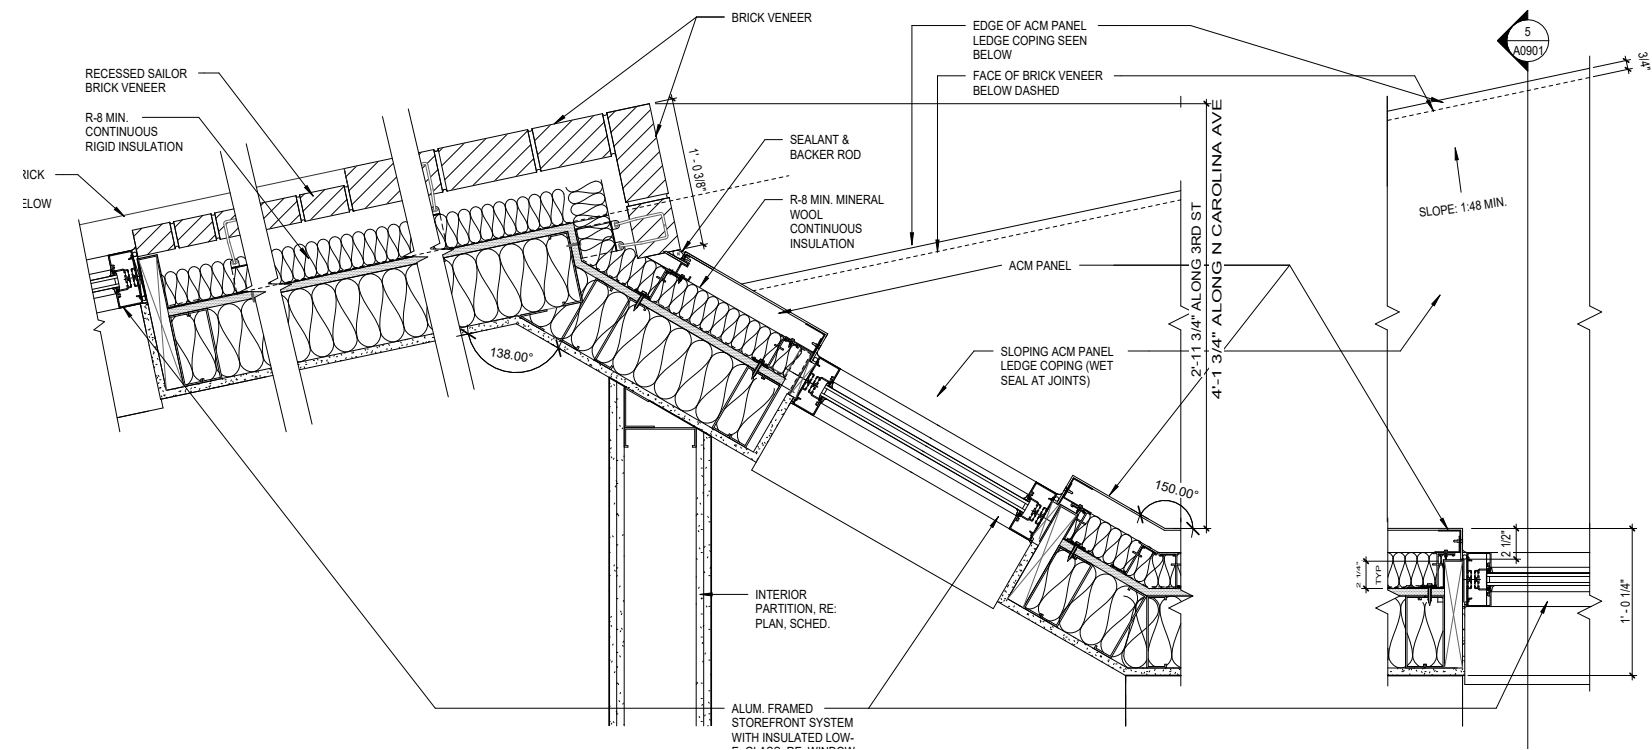 BRICK VENEER
EDGE OF ACM PANEL
LEDGE COPING SEEN
BELOW
5
A0901
3/4"
RECESSED SAILOR
BRICK VENEER
FACE OF BRICK VENEER
BELOW DASHED
R-8 MIN.
CONTINUOUS
RIGID INSULATION
SEALANT &
BACKER ROD
1' - 0 3/8"
RICK
ELOW
R-8 MIN. MINERAL
WOOL
CONTINUOUS
INSULATION
SLOPE: 1:48 MIN.
2'-11 3/4" ALONG 3RD ST
4'-1 3/4" ALONG N CAROLINA AVE
ACM PANEL
138.00°
SLOPING ACM PANEL
LEDGE COPING (WET
SEAL AT JOINTS)
150.00°
2 1/2"
2 1/4"
TYP
1' - 0 1/4"
INTERIOR
PARTITION, RE:
PLAN, SCHED.
ALUM. FRAMED
STOREFRONT SYSTEM
WITH INSULATED LOW-
E GLASS, RE: WINDOW